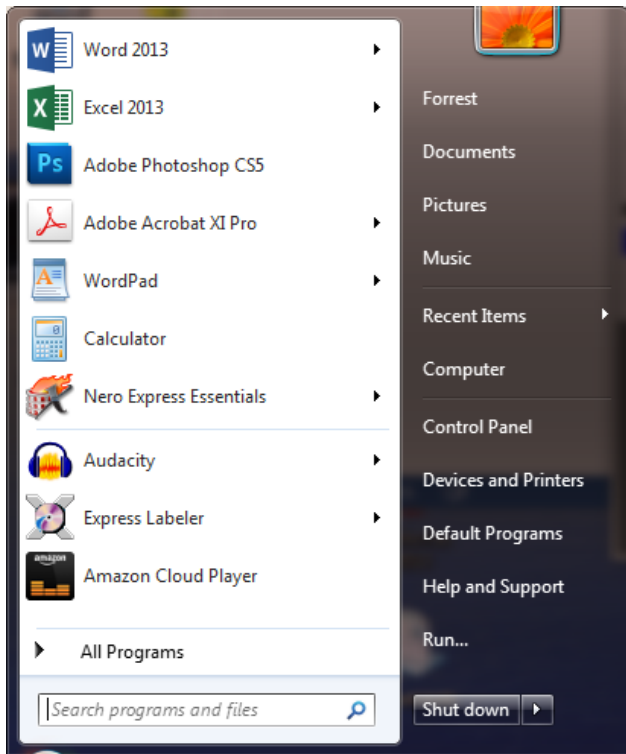 Word 2013
Excel 2013
Ps
Adobe Photoshop CS5
Adobe Acrobat XI Pro
WordPad
Calculator
Nero Express Essentials
Audacity
Express Labeler
amazon
Amazon Cloud Player
All Programs
Search programs and files
Forrest
Documents
Pictures
Music
Recent Items
Computer
Control Panel
Devices and Printers
Default Programs
Help and Support
Run...
Shut down